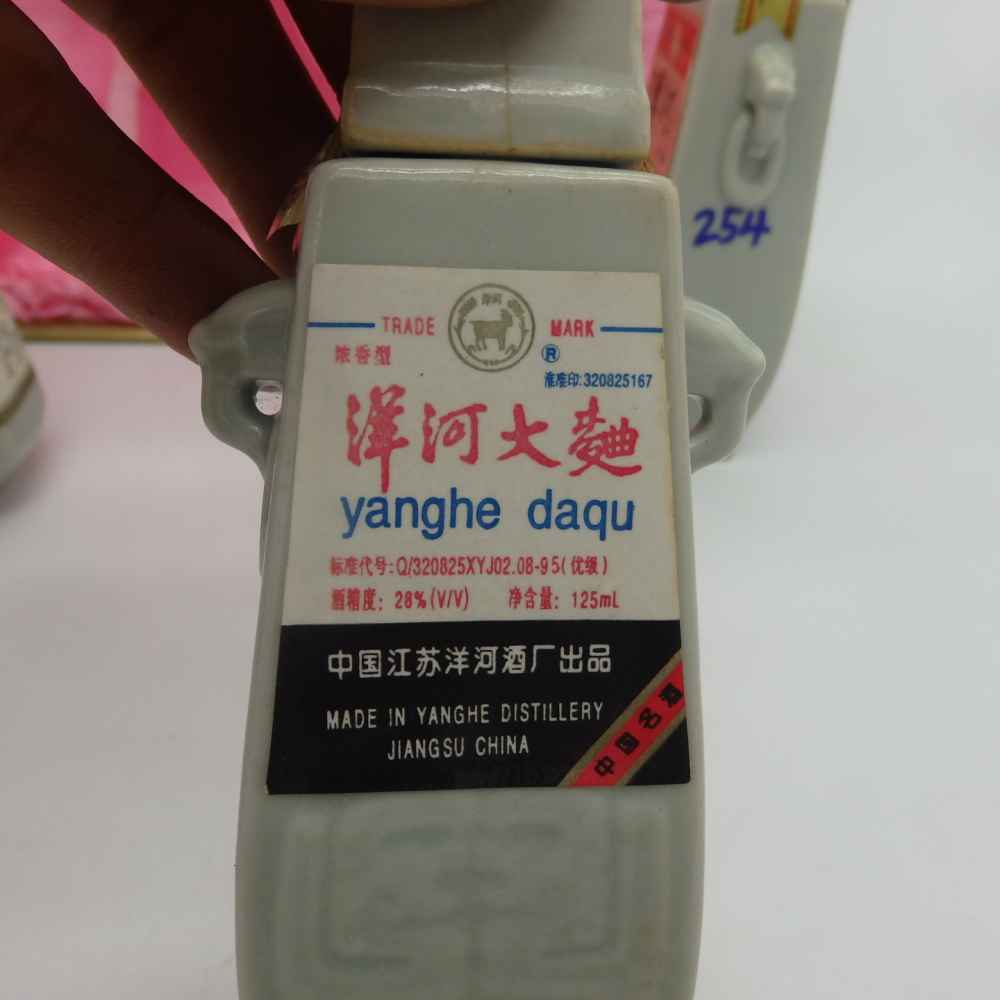 254
TRADE MARK
浓香型
®
准准印:320825167
洋河大麯
yanghe daqu
标准代号:Q/320825XYJ02.08-95(优级)
酒精度: 28%(V/V) 净含量: 125mL
中国江苏洋河酒厂出品
MADE IN YANGHE DISTILLERY
JIANGSU CHINA
中国名酒